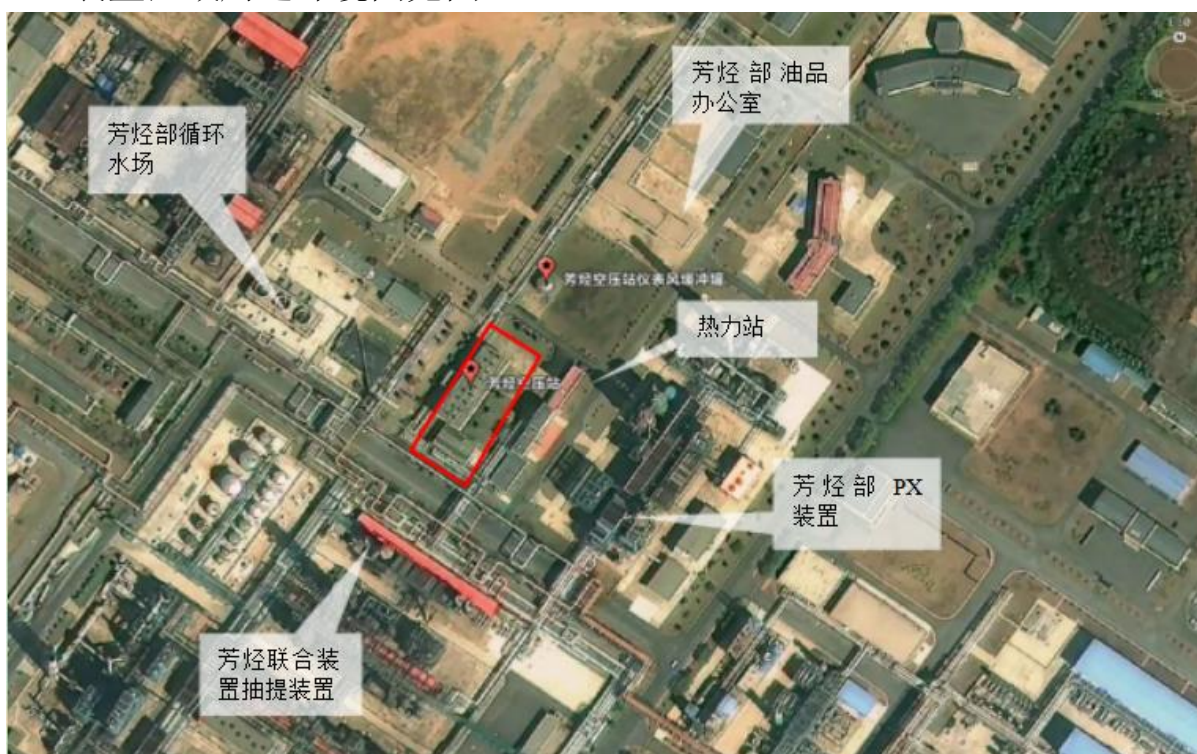 芳烃 部 油品
办公室
芳烃部循环
水场
芳烃空压站仪表风缓冲罐
热力站
芳烃空压站
芳 烃 部 PX
装置
芳烃联合装
置抽提装置